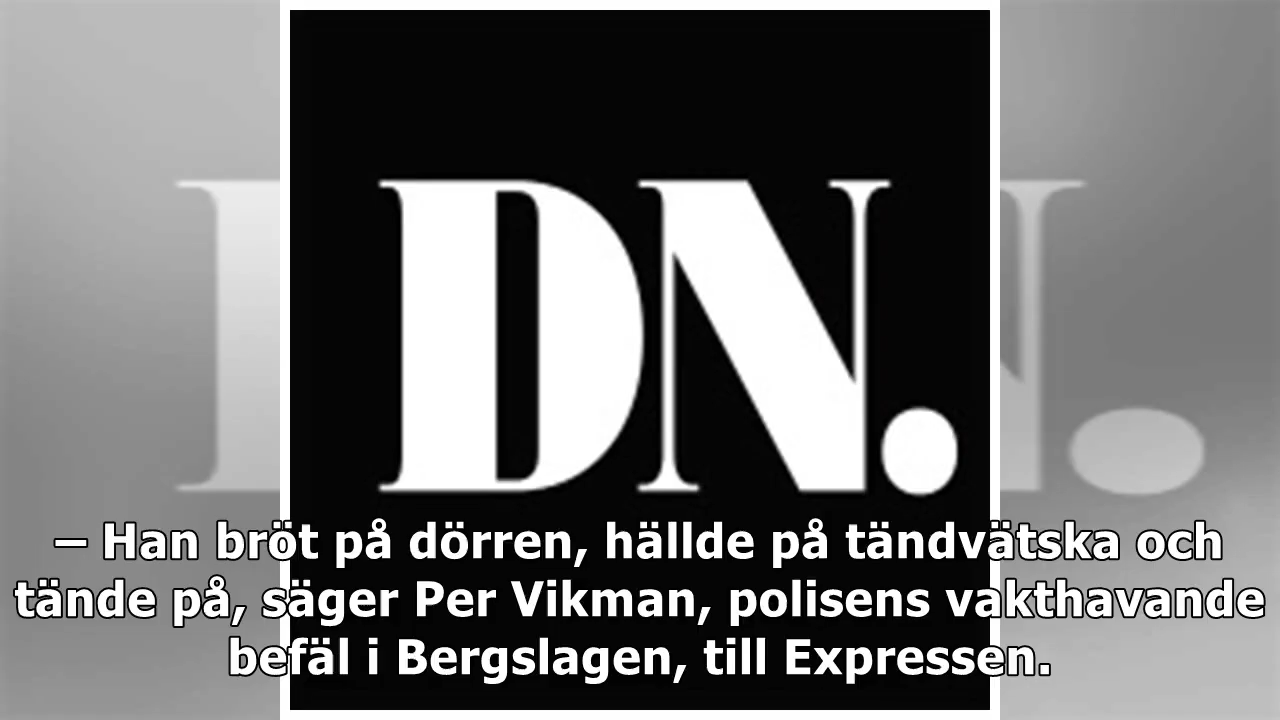 DN.
– Han bröt på dörren, hällde på tändvätska och
tände på, säger Per Vikman, polisens vakthavande
befäl i Bergslagen, till Expressen.